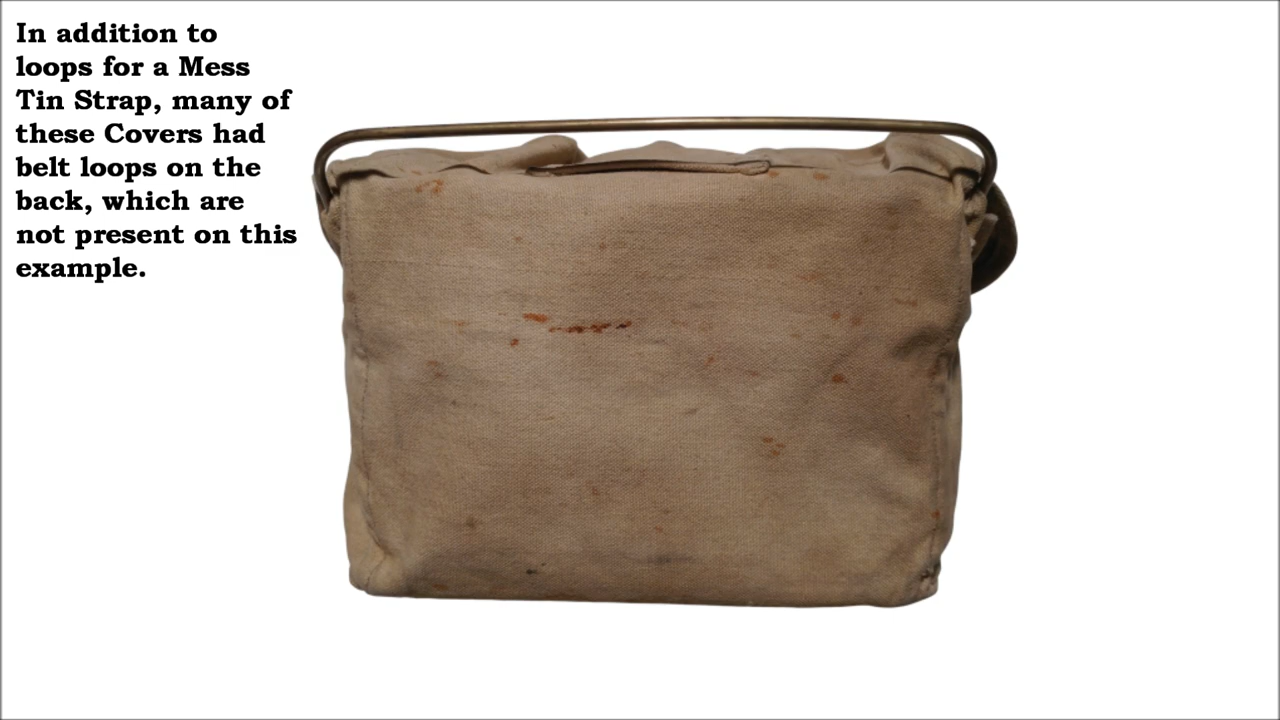 In addition to
loops for a Mess
Tin Strap, many of
these Covers had
belt loops on the
back, which are
not present on this
example.